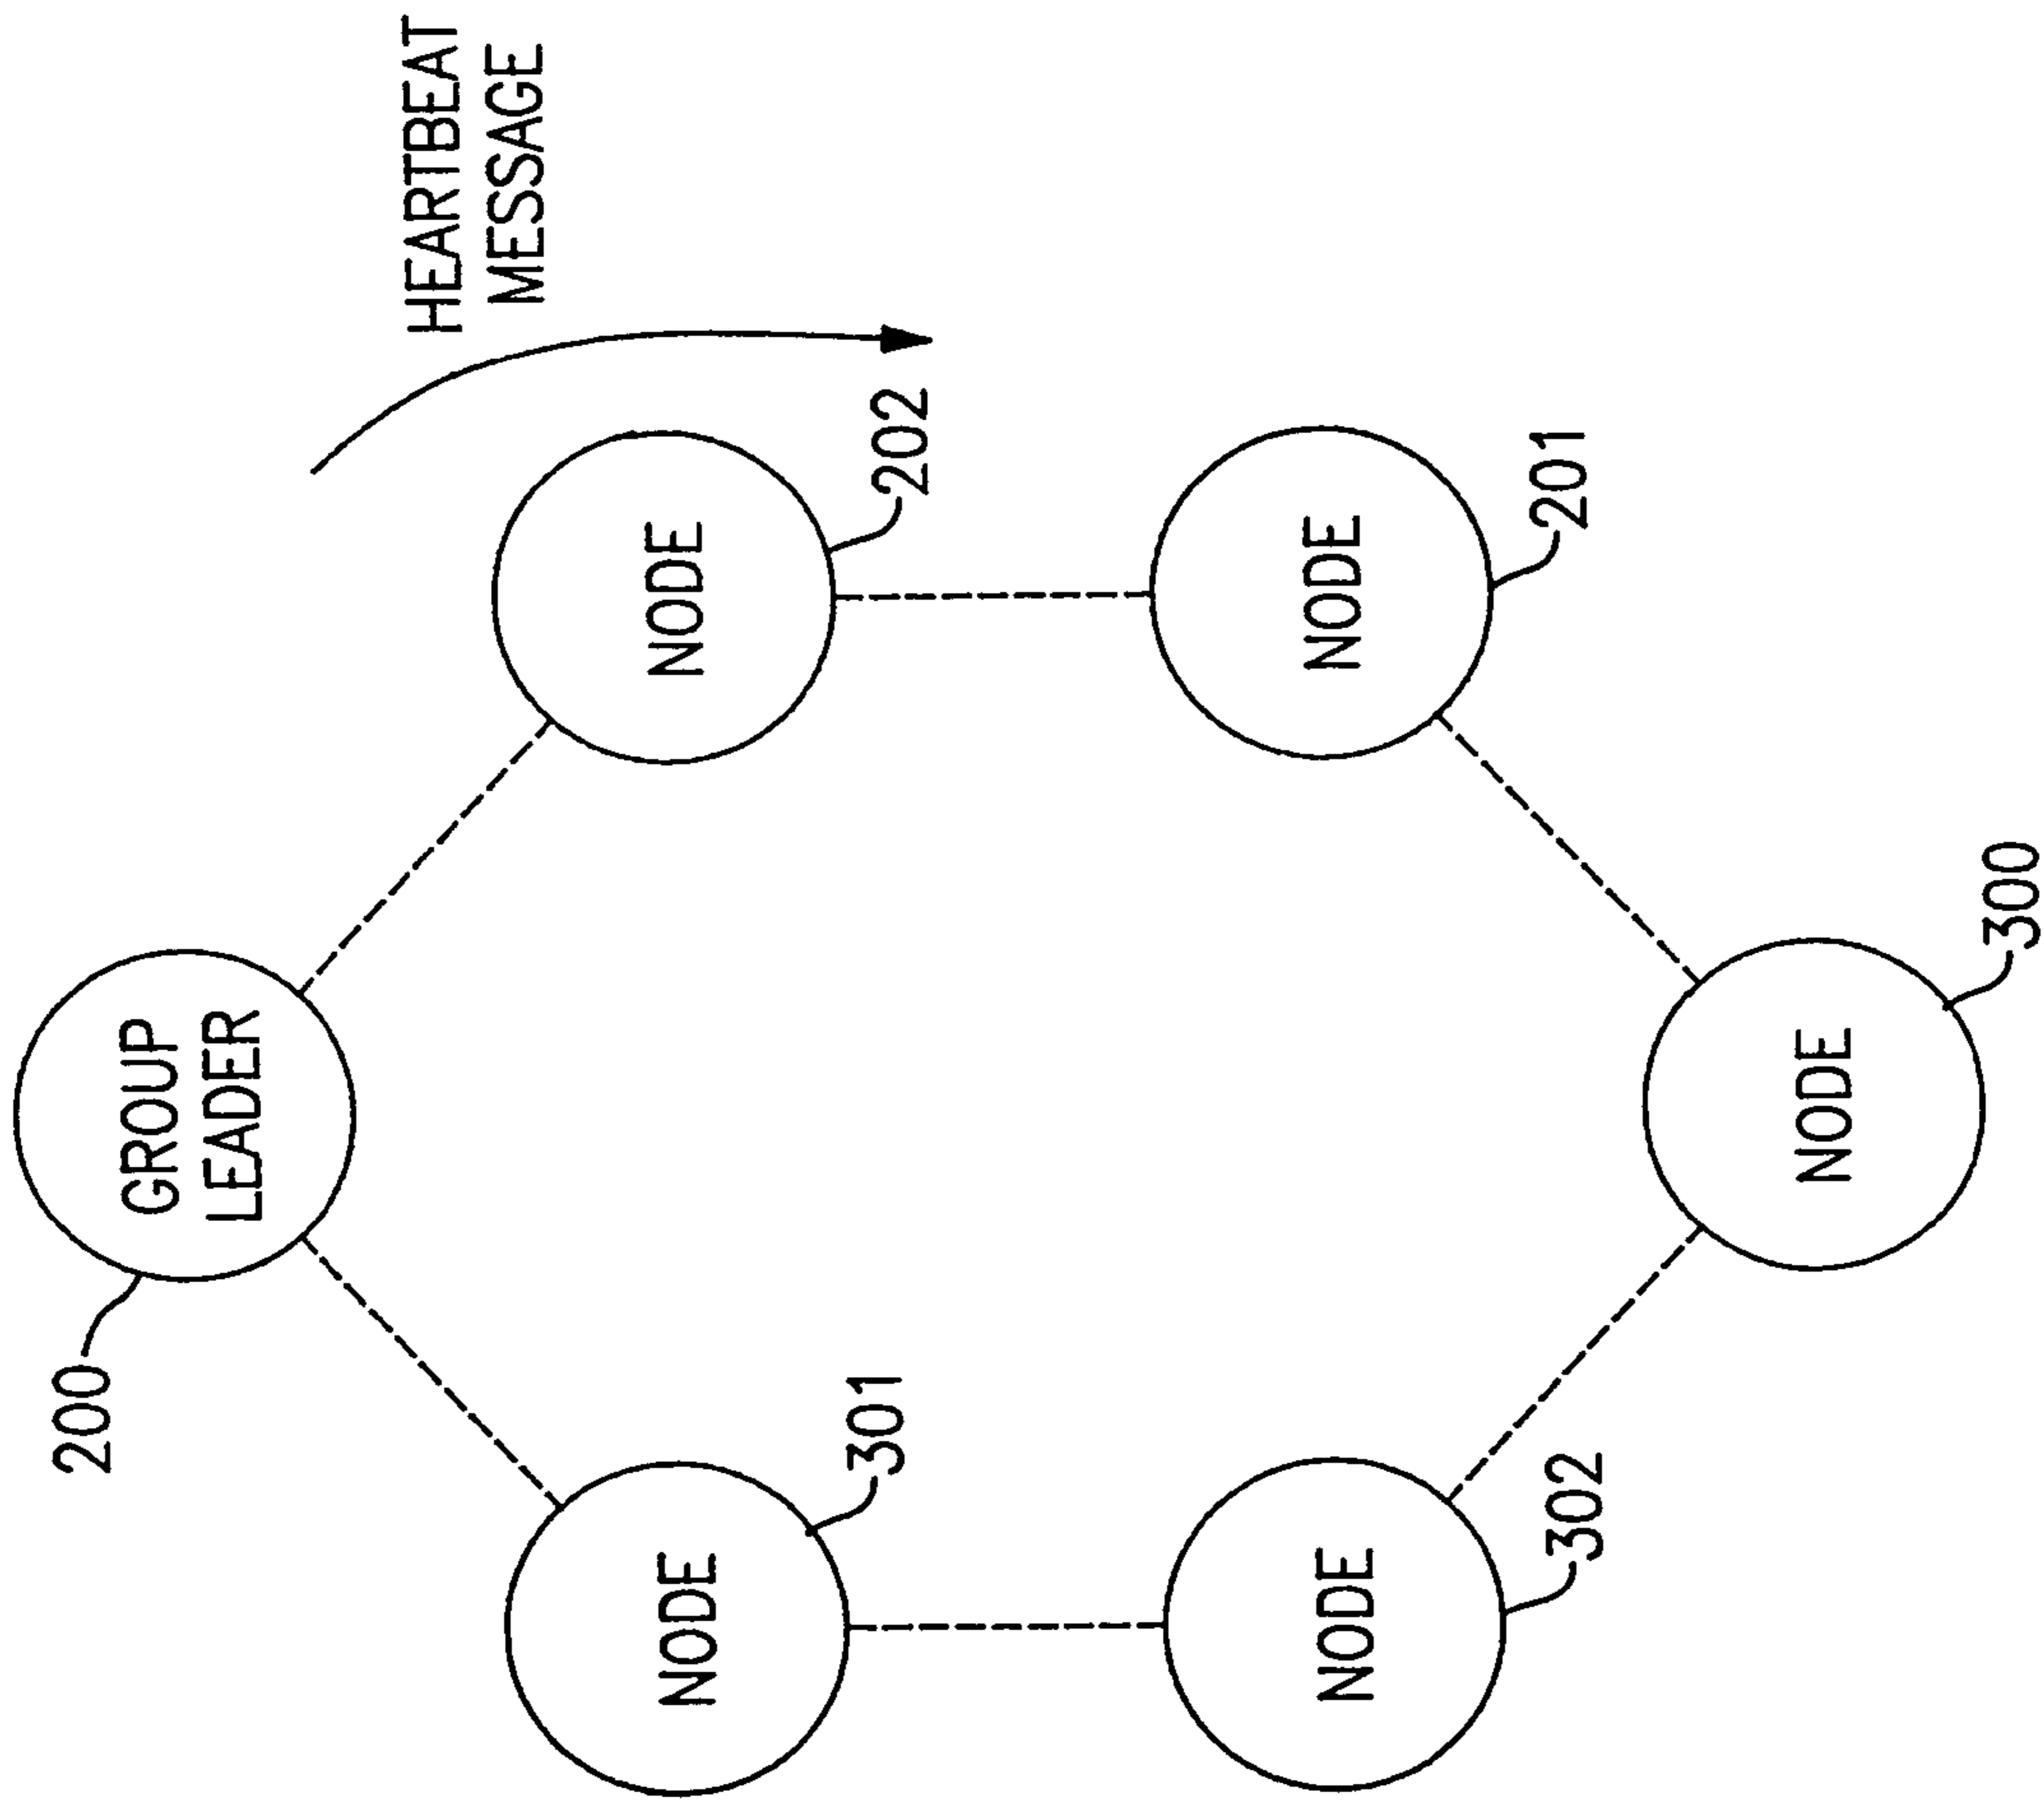 HEARTBEAT
MESSAGE
GROUP
LEADER
200
NODE
202
NODE
301
NODE
201
NODE
302
NODE
300